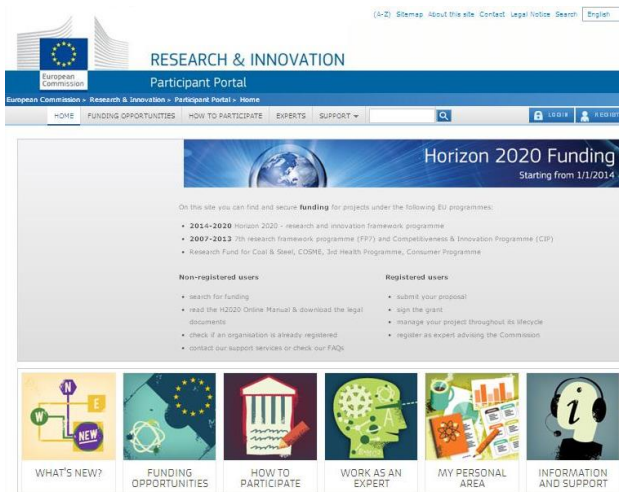 (A-Z) Sitemap About this site Contact Legal Notice Search English
European
Commission
RESEARCH & INNOVATION
Participant Portal
European Commission > Research & Innovation > Participant Portal > Home
HOME FUNDING OPPORTUNITIES HOW TO PARTICIPATE EXPERTS SUPPORT LOGIN REGIST
Horizon 2020 Funding
Starting from 1/1/2014
On this site you can find and secure funding for projects under the following EU programmes:
• 2014-2020 Horizon 2020 - research and innovation framework programme
• 2007-2013 7th research framework programme (FP7) and Competitiveness & Innovation Programme (CIP)
• Research Fund for Coal & Steel, COSME, 3rd Health Programme, Consumer Programme
Non-registered users
• search for funding
• read the H2020 Online Manual & download the legal
documents
• check if an organisation is already registered
• contact our support services or check our FAQs
Registered users
• submit your proposal
• sign the grant
• manage your project throughout its lifecycle
• register as expert advising the Commission
N
W
E
NEW
i
WHAT'S NEW?
FUNDING
OPPORTUNITIES
HOW TO
PARTICIPATE
WORK AS AN
EXPERT
MY PERSONAL
AREA
INFORMATION
AND SUPPORT